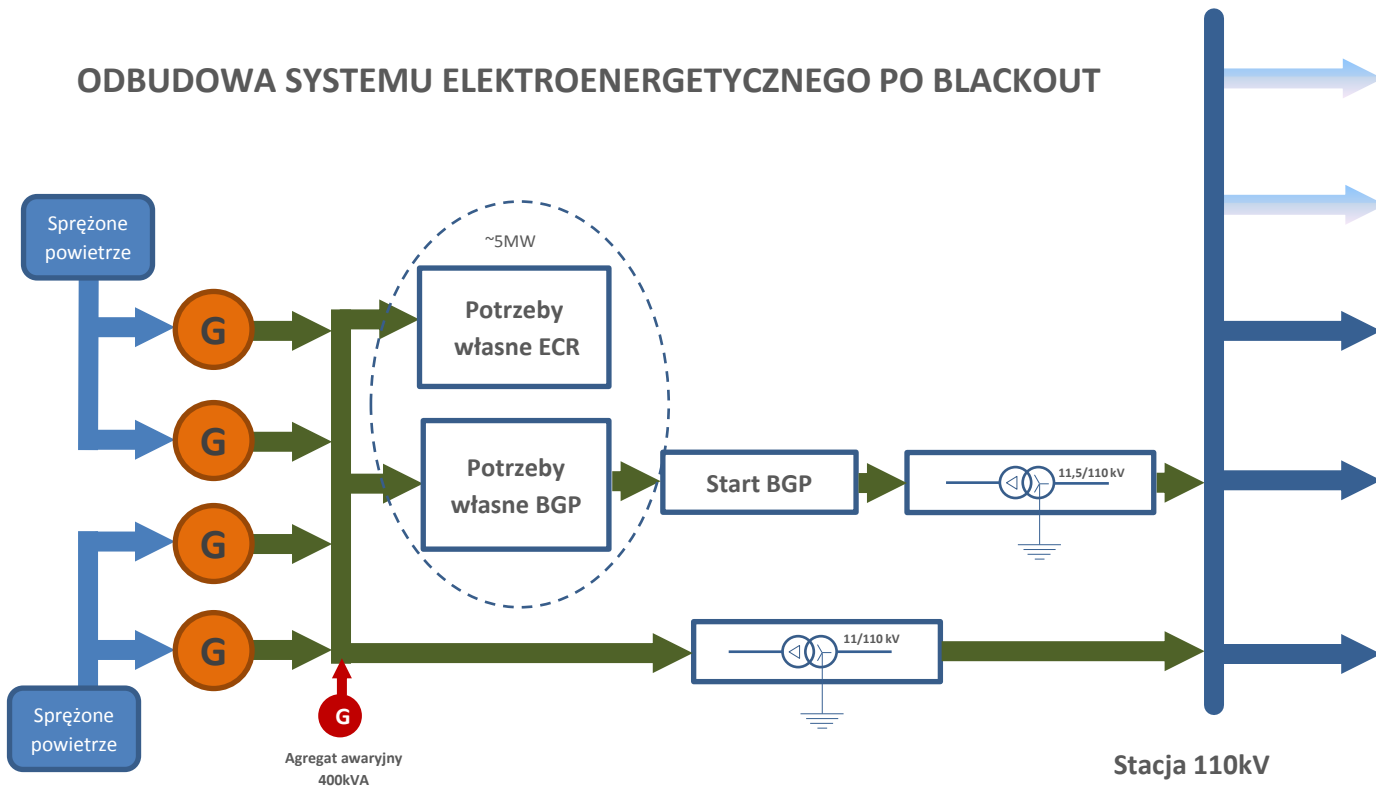 ODBUDOWA SYSTEMU ELEKTROENERGETYCZNEGO PO BLACKOUT
Sprężone
powietrze
~5MW
G
Potrzeby
własne ECR
G
Potrzeby
własne BGP
Start BGP
11,5/110 kV
G
G
11/110 kV
Sprężone
powietrze
G
Agregat awaryjny
400kVA
Stacja 110kV